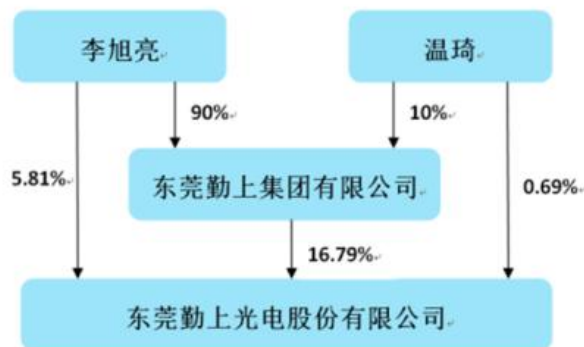 李旭亮
温琦
90%
10%
5.81%
东莞勤上集团有限公司
0.69%
16.79%
东莞勤上光电股份有限公司